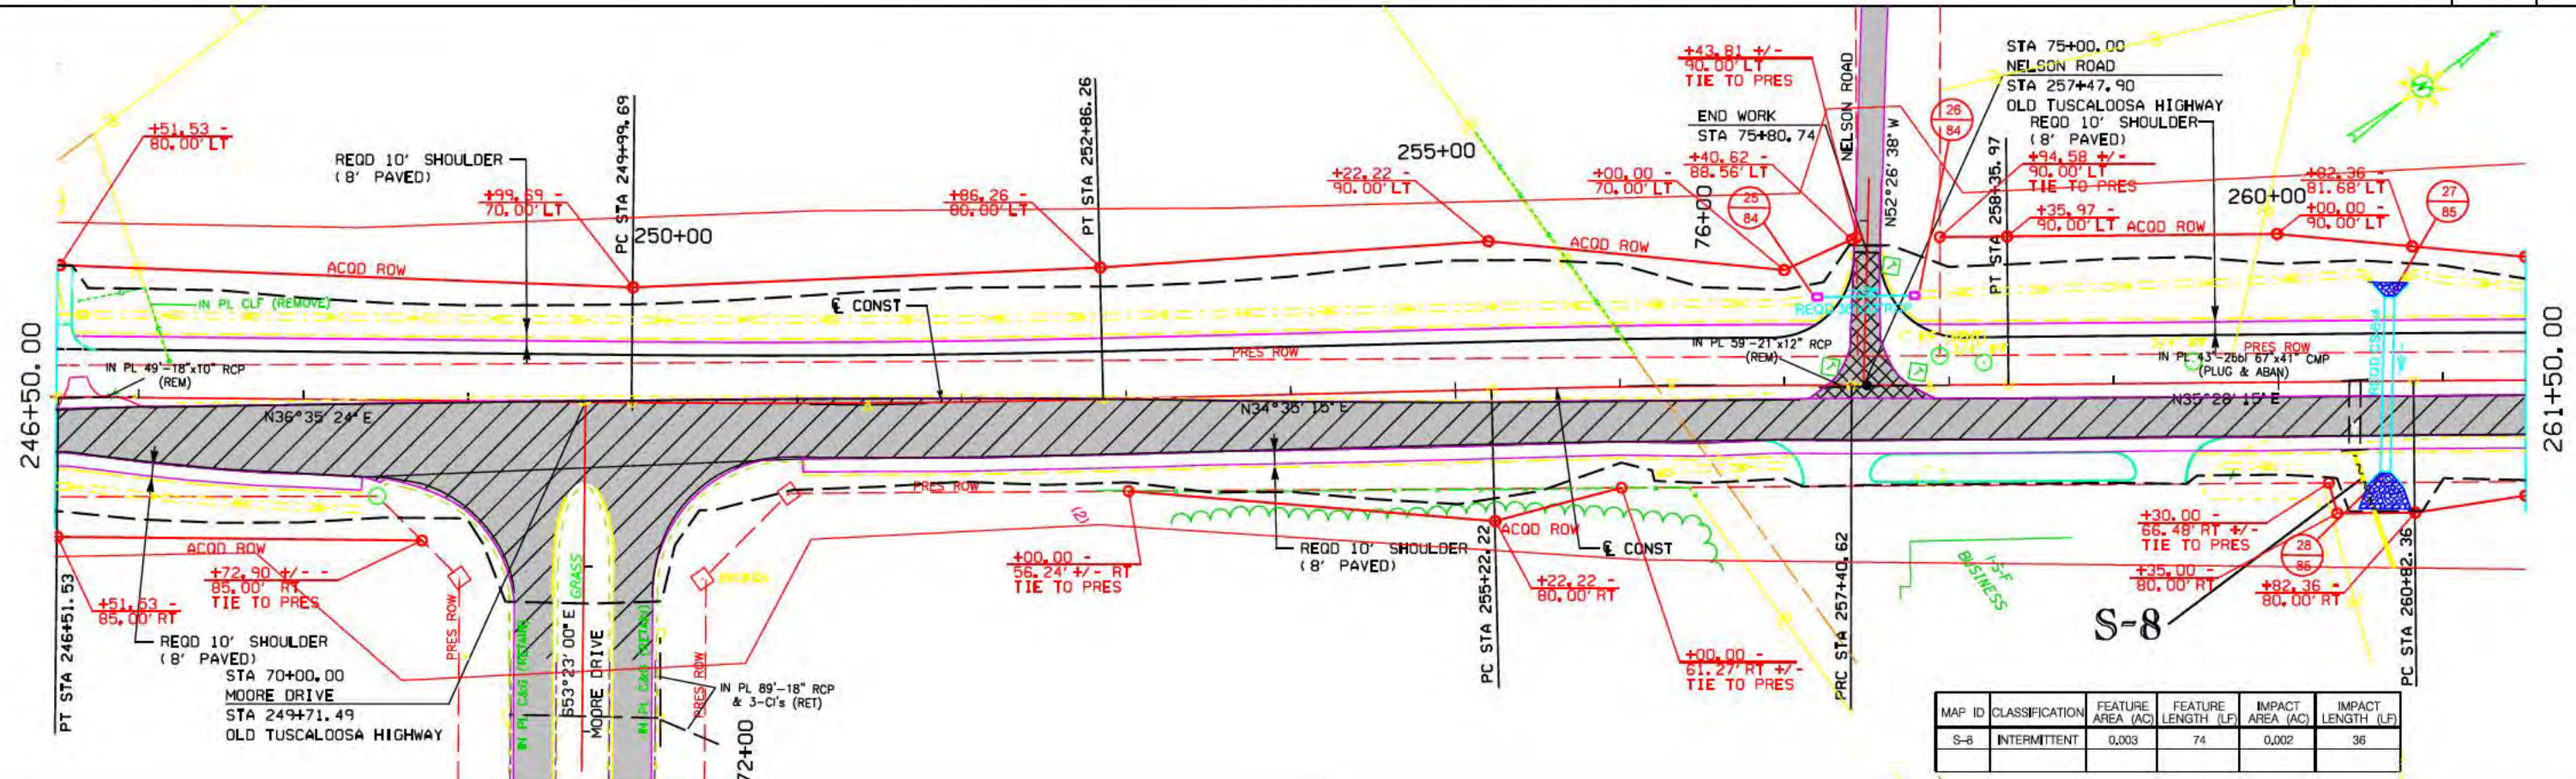 +51.53 -
80.00' LT
REQD 10' SHOULDER
(8' PAVED)
+99.69 -
70.00' LT
PC STA 249+99.69
250+00
+86.26 -
80.00' LT
PT STA 252+86.26
255+00
+22.22 -
90.00' LT
+00.00 -
70.00' LT
+43.81 +/-
90.00' LT
TIE TO PRES
END WORK
STA 75+80.74
+40.62 -
88.56' LT
25
84
76+00
NELSON ROAD
N52°26'38" W
26
84
STA 75+00.00
NELSON ROAD
STA 257+47.90
OLD TUSCALOOSA HIGHWAY
REQD 10' SHOULDER
(8' PAVED)
PT STA 258+35.97
+94.58 +/-
90.00' LT
TIE TO PRES
+35.97 -
90.00' LT
260+00
+82.36 -
81.68' LT
+00.00 -
90.00' LT
27
85
ACQD ROW
ACQD ROW
ACQD ROW
IN PL CLF (REMOVE)
℄ CONST
PRES ROW
PRES ROW
IN PL 49'-18"x10" RCP
(REM)
IN PL 59'-21"x12" RCP
(REM)
IN PL 43'-2bbl 67"x41" CMP
(PLUG & ABAN)
246+50.00
261+50.00
N36°35'24" E
N34°35'15" E
N35°28'15" E
PRES ROW
ACQD ROW
ACQD ROW
+72.90 +/- -
85.00' RT
TIE TO PRES
+51.53 -
85.00' RT
PT STA 246+51.53
REQD 10' SHOULDER
(8' PAVED)
STA 70+00.00
MOORE DRIVE
STA 249+71.49
OLD TUSCALOOSA HIGHWAY
PRES ROW
IN PL C&G (RETAIN)
S53°23'00" E
GRASS
MOORE DRIVE
IN PL C&G (RETAIN)
PRES ROW
IN PL 89'-18" RCP
& 3-CI's (RET)
72+00
(2)
+00.00 -
56.24' +/- RT
TIE TO PRES
REQD 10' SHOULDER
(8' PAVED)
℄ CONST
PC STA 255+22.22
+22.22 -
80.00' RT
+00.00 -
61.27' RT +/-
TIE TO PRES
PRC STA 257+40.62
1-S-F
BUSINESS
+30.00 -
66.48' RT +/-
TIE TO PRES
+35.00 -
80.00' RT
28
85
+82.36 -
80.00' RT
S-8
PC STA 260+82.36
MAP ID CLASSIFICATION FEATURE AREA (AC) FEATURE LENGTH (LF) IMPACT AREA (AC) IMPACT LENGTH (LF)
S-8 INTERMITTENT 0.003 74 0.002 36